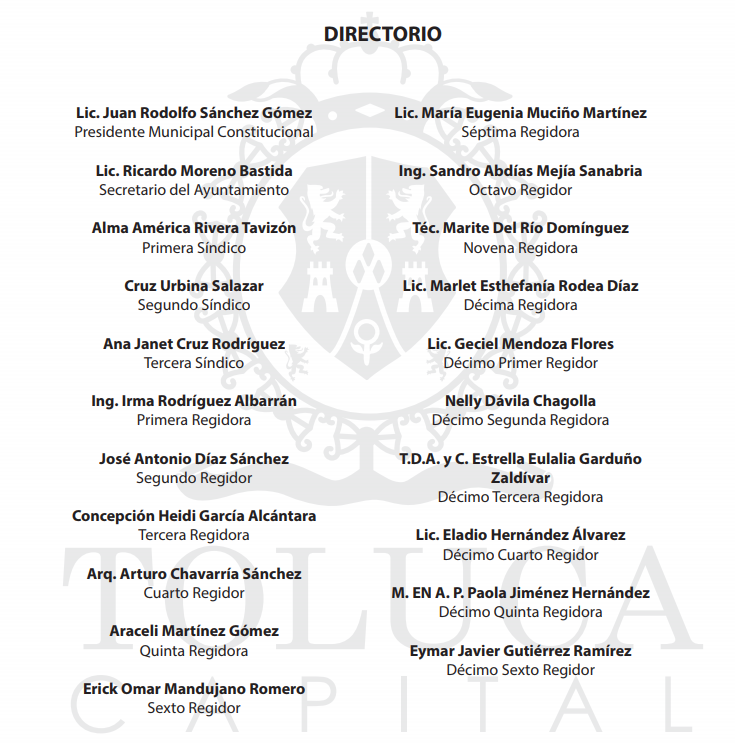 DIRECTORIO
Lic. Juan Rodolfo Sánchez Gómez
Presidente Municipal Constitucional
Lic. Ricardo Moreno Bastida
Secretario del Ayuntamiento
Alma América Rivera Tavizón
Primera Síndico
Cruz Urbina Salazar
Segundo Síndico
Ana Janet Cruz Rodríguez
Tercera Síndico
Ing. Irma Rodríguez Albarrán
Primera Regidora
José Antonio Díaz Sánchez
Segundo Regidor
Concepción Heidi García Alcántara
Tercera Regidora
Arq. Arturo Chavarría Sánchez
Cuarto Regidor
Araceli Martínez Gómez
Quinta Regidora
Erick Omar Mandujano Romero
Sexto Regidor
Lic. María Eugenia Muciño Martínez
Séptima Regidora
Ing. Sandro Abdías Mejía Sanabria
Octavo Regidor
Téc. Marite Del Río Domínguez
Novena Regidora
Lic. Marlet Esthefanía Rodea Díaz
Décima Regidora
Lic. Geciel Mendoza Flores
Décimo Primer Regidor
Nelly Dávila Chagolla
Décimo Segunda Regidora
T.D.A. y C. Estrella Eulalia Garduño
Zaldívar
Décimo Tercera Regidora
Lic. Eladio Hernández Álvarez
Décimo Cuarto Regidor
M. EN A. P. Paola Jiménez Hernández
Décimo Quinta Regidora
Eymar Javier Gutiérrez Ramírez
Décimo Sexto Regidor
TOLUCA
CAPITAL